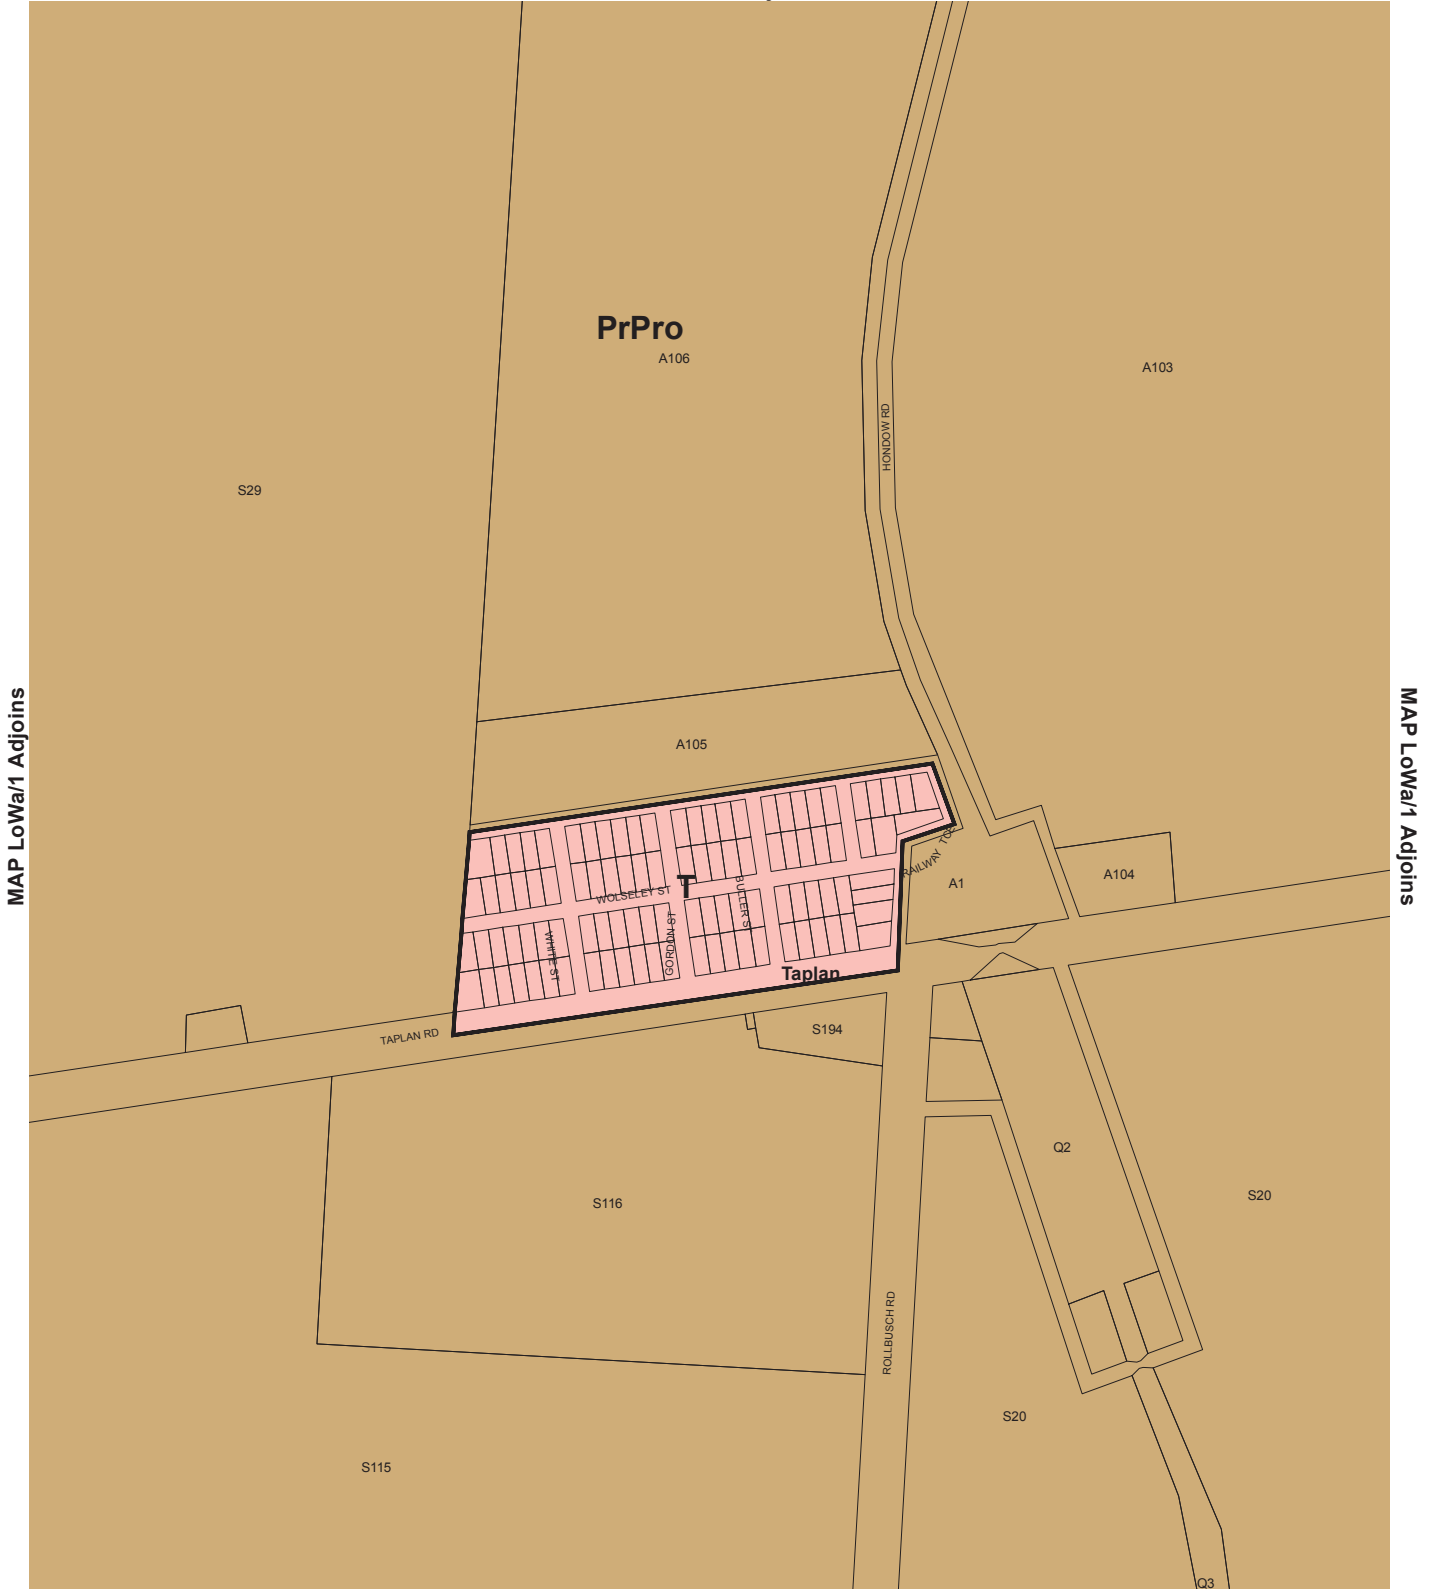 PrPro
A106
A103
HONDOW RD
S29
MAP LoWa/1 Adjoins
MAP LoWa/1 Adjoins
A105
RAILWAY TCE
A1
A104
T
WOLSELEY ST
BULLER ST
GORDON ST
WHITE ST
Taplan
TAPLAN RD
S194
Q2
S116
S20
ROLLBUSCH RD
S20
S115
Q3